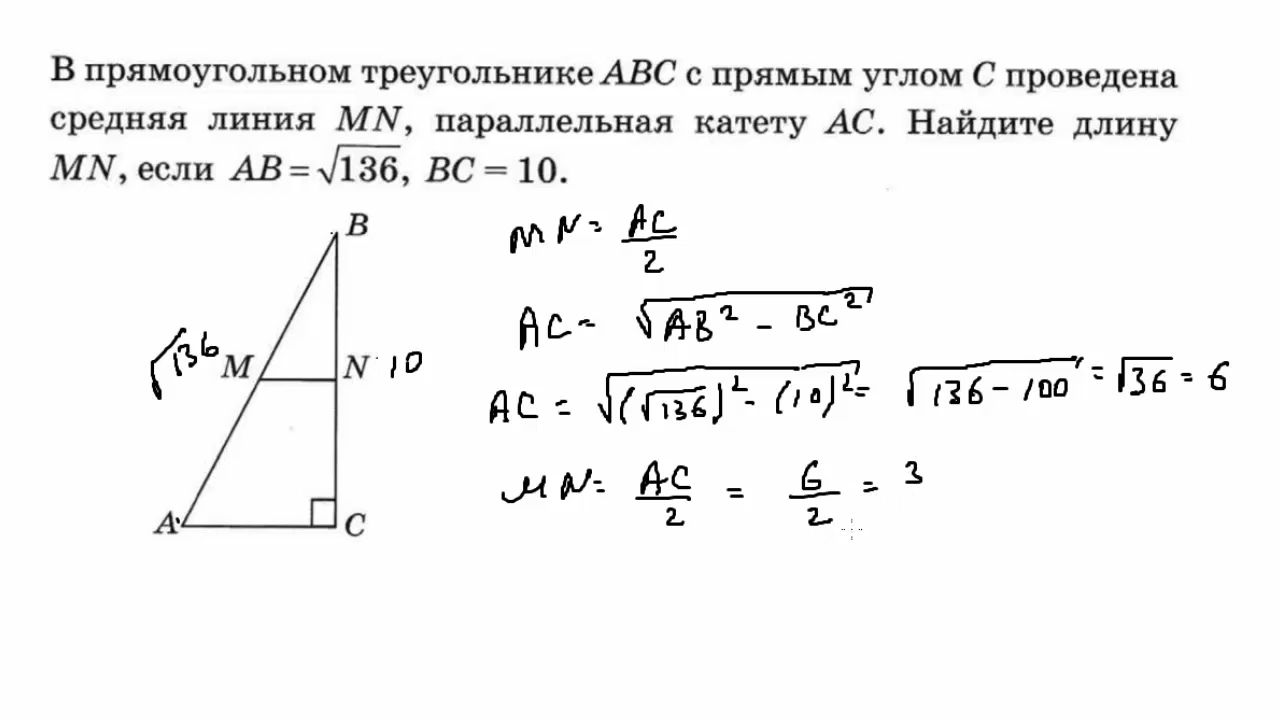 В прямоугольном треугольнике ABC с прямым углом C проведена
средняя линия MN, параллельная катету AC. Найдите длину
MN, если AB = √136, BC = 10.
B
MN = AC/2
AC = √(AB² - BC²)
√136 M N 10
AC = √((√136)² - (10)²) = √(136 - 100) = √36 = 6
MN = AC/2 = 6/2 = 3
A C